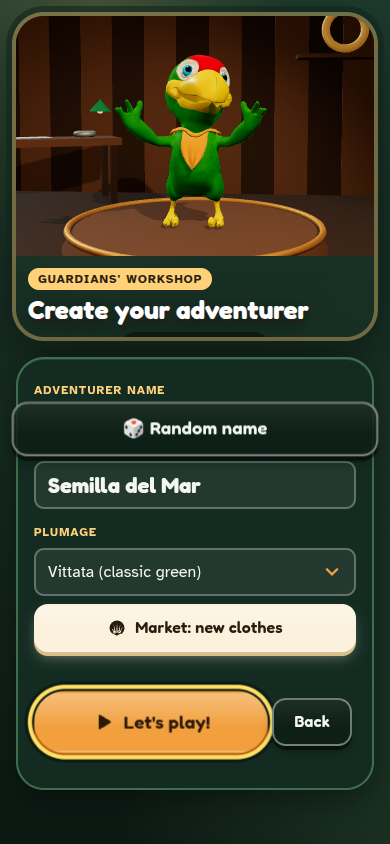 GUARDIANS' WORKSHOP
Create your adventurer
ADVENTURER NAME
Random name
Semilla del Mar
PLUMAGE
Vittata (classic green)
Market: new clothes
Let's play!
Back